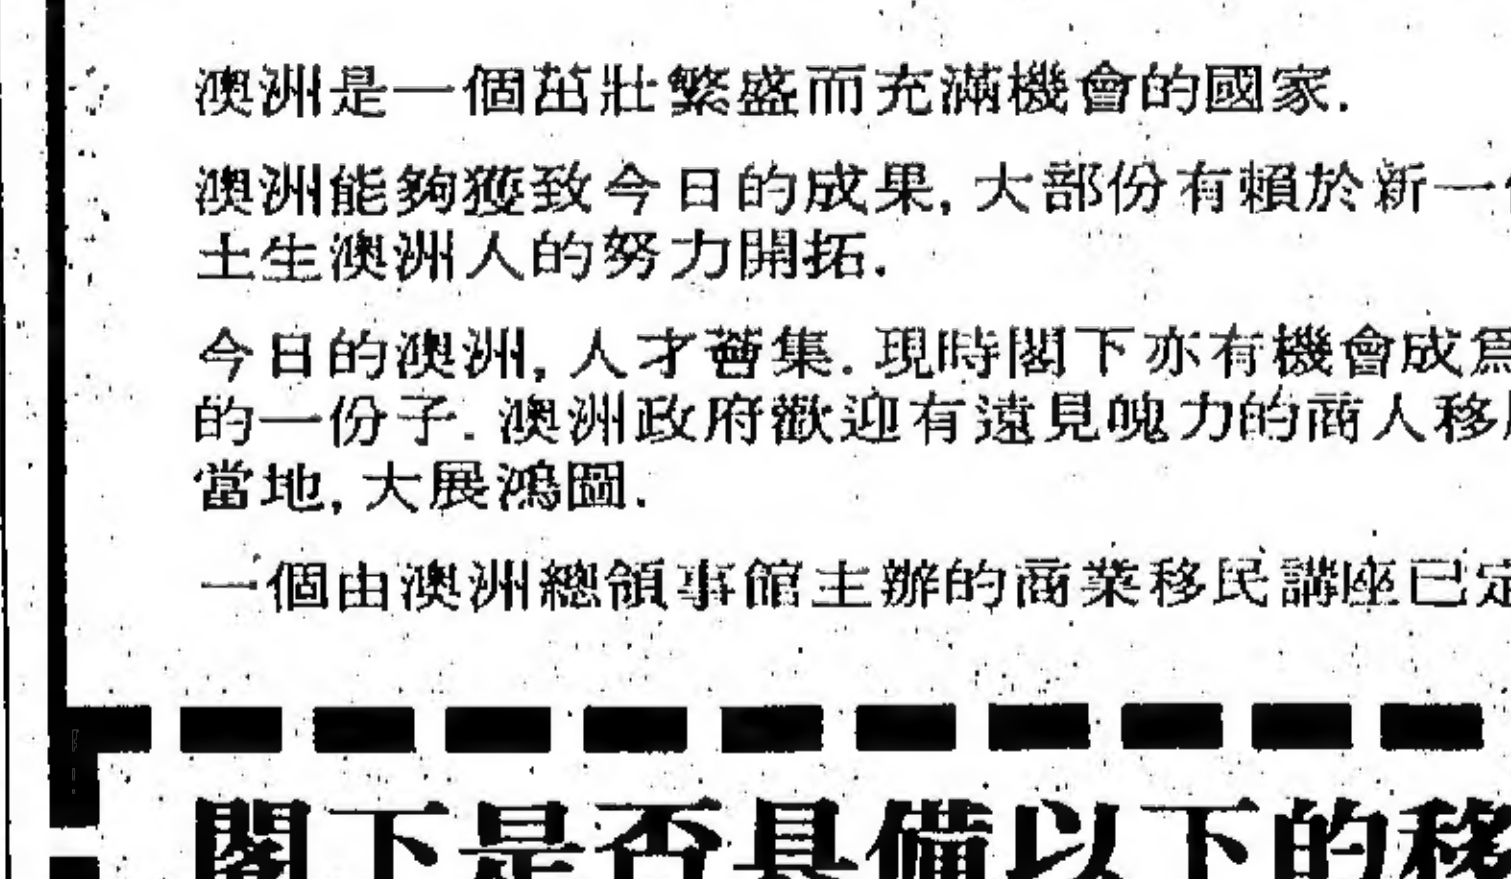 澳洲是一個茁壯繁盛而充滿機會的國家.
澳洲能夠獲致今日的成果, 大部份有賴於新一
土生澳洲人的努力開拓.
今日的澳洲, 人才薈集. 現時閣下亦有機會成爲
的一份子. 澳洲政府歡迎有遠見魄力的商人移
當地, 大展鴻圖.
一個由澳洲總領事館主辦的商業移民講座已定
閣下是否具備以下的移